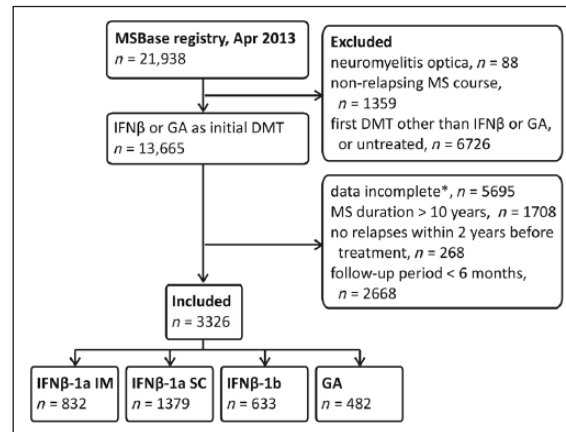 MSBase registry, Apr 2013
n = 21,938
Excluded
neuromyelitis optica, n = 88
non-relapsing MS course,
n = 1359
first DMT other than IFNβ or GA,
or untreated, n = 6726
IFNβ or GA as initial DMT
n = 13,665
data incomplete*, n = 5695
MS duration > 10 years, n = 1708
no relapses within 2 years before
treatment, n = 268
follow-up period < 6 months,
n = 2668
Included
n = 3326
IFNβ-1a IM
n = 832
IFNβ-1a SC
n = 1379
IFNβ-1b
n = 633
GA
n = 482